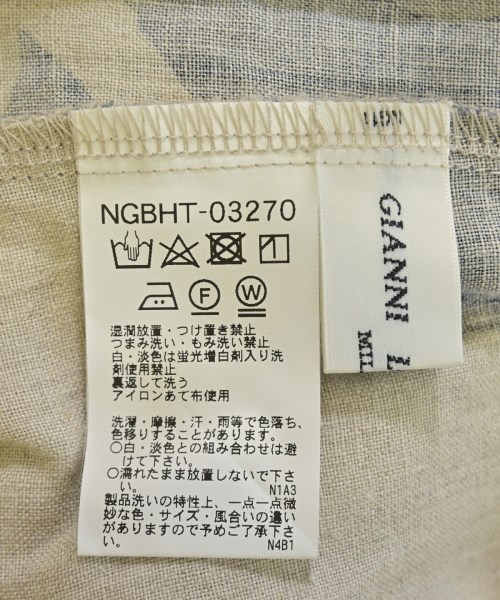 NGBHT-03270
F
W
湿潤放置・つけ置き禁止
つまみ洗い・もみ洗い禁止
白・淡色は蛍光増白剤入り洗
剤使用禁止
裏返して洗う
アイロンあて布使用
洗濯・摩擦・汗・雨等で色落ち、
色移りすることがあります。
○白・淡色との組み合わせは避
けて下さい。
○濡れたまま放置しないで下さ
い。 N1A3
製品洗いの特性上、一点一点微
妙な色・サイズ・風合いの違い
がありますので予めご了承下さ
い。 N4B1
GIANNI L
MIL